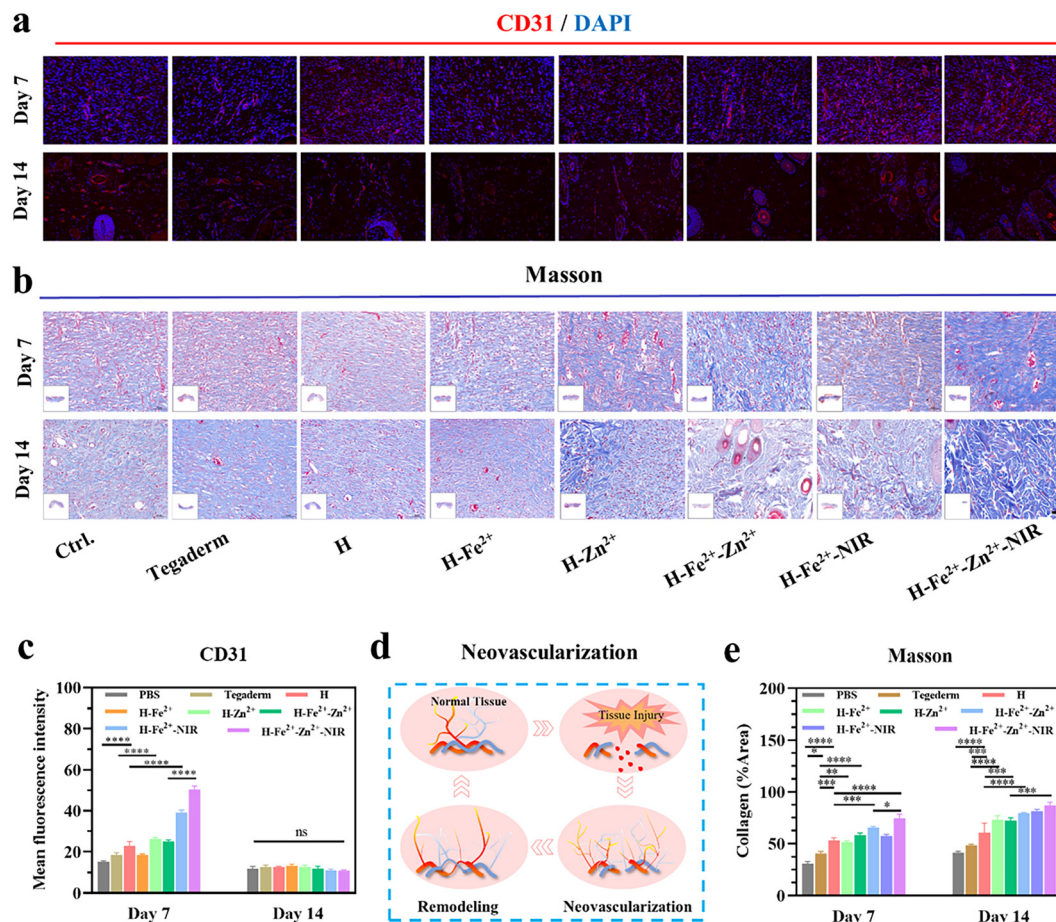 a
CD31 / DAPI
Day 7
Day 14
b
Masson
Day 7
Day 14
Ctrl.
Tegaderm
H
H-Fe²⁺
H-Zn²⁺
H-Fe²⁺-Zn²⁺
H-Fe²⁺-NIR
H-Fe²⁺-Zn²⁺-NIR
c
CD31
Mean fluorescence intensity
100
80
60
40
20
0
PBS Tegaderm H
H-Fe²⁺ H-Zn²⁺ H-Fe²⁺-Zn²⁺
H-Fe²⁺-NIR H-Fe²⁺-Zn²⁺-NIR
****
****
****
****
ns
Day 7 Day 14
d
Neovascularization
Normal Tissue
Tissue Injury
Remodeling
Neovascularization
e
Masson
Collagen (%Area)
200
150
100
50
0
PBS Tegederm H
H-Fe²⁺ H-Zn²⁺ H-Fe²⁺-Zn²⁺
H-Fe²⁺-NIR H-Fe²⁺-Zn²⁺-NIR
****
*
****
**
***
****
***
*
****
***
****
***
****
***
Day 7 Day 14